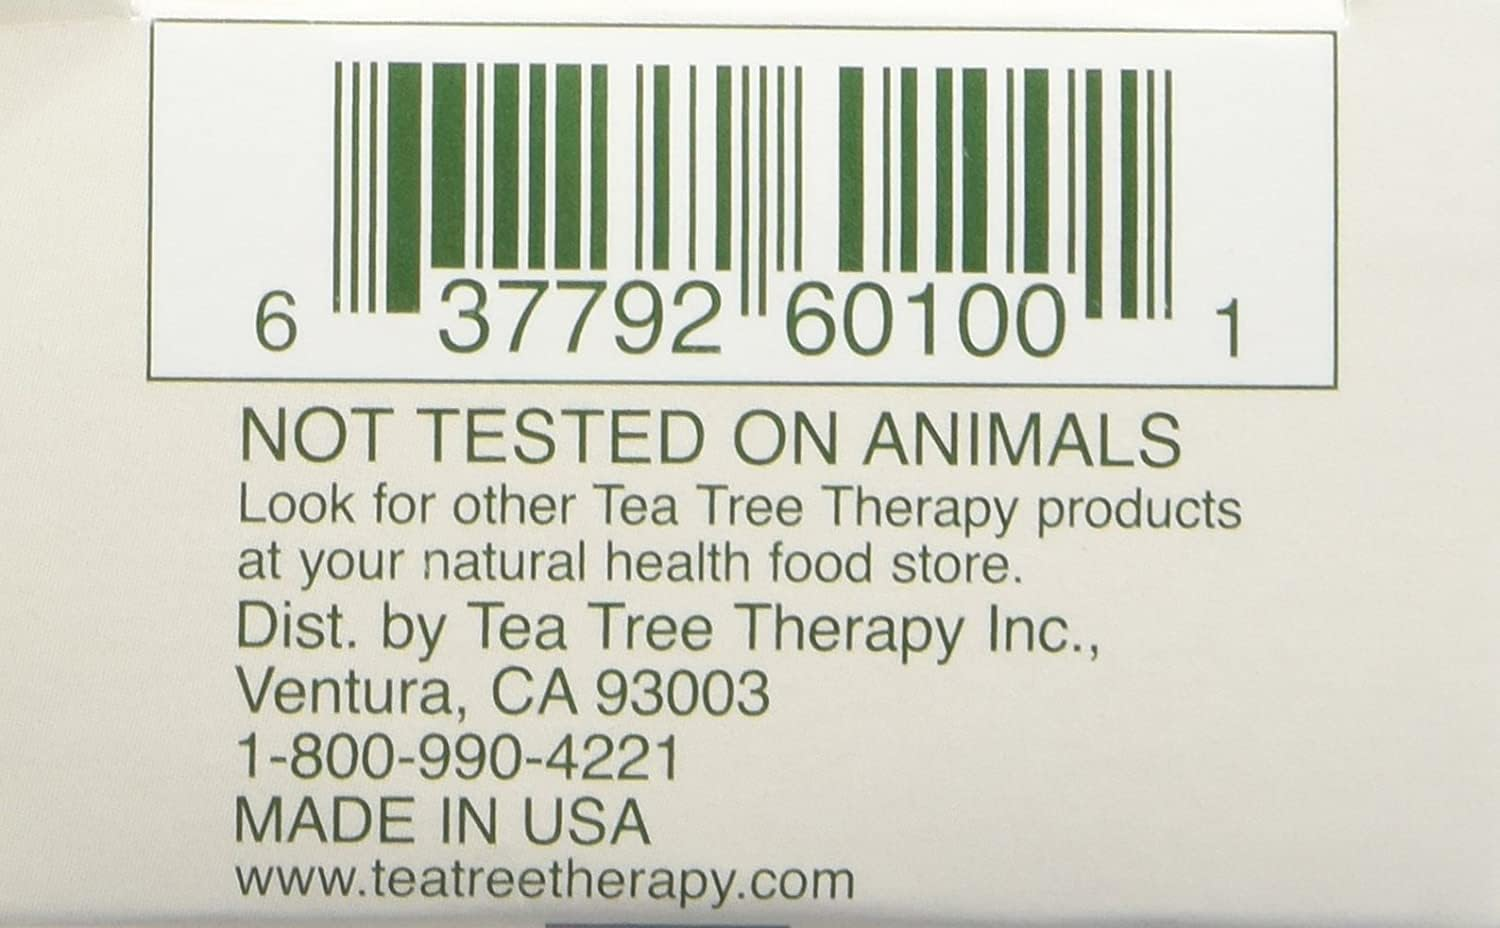 6 37792 60100 1
NOT TESTED ON ANIMALS
Look for other Tea Tree Therapy products
at your natural health food store.
Dist. by Tea Tree Therapy Inc.,
Ventura, CA 93003
1-800-990-4221
MADE IN USA
www.teatreetherapy.com